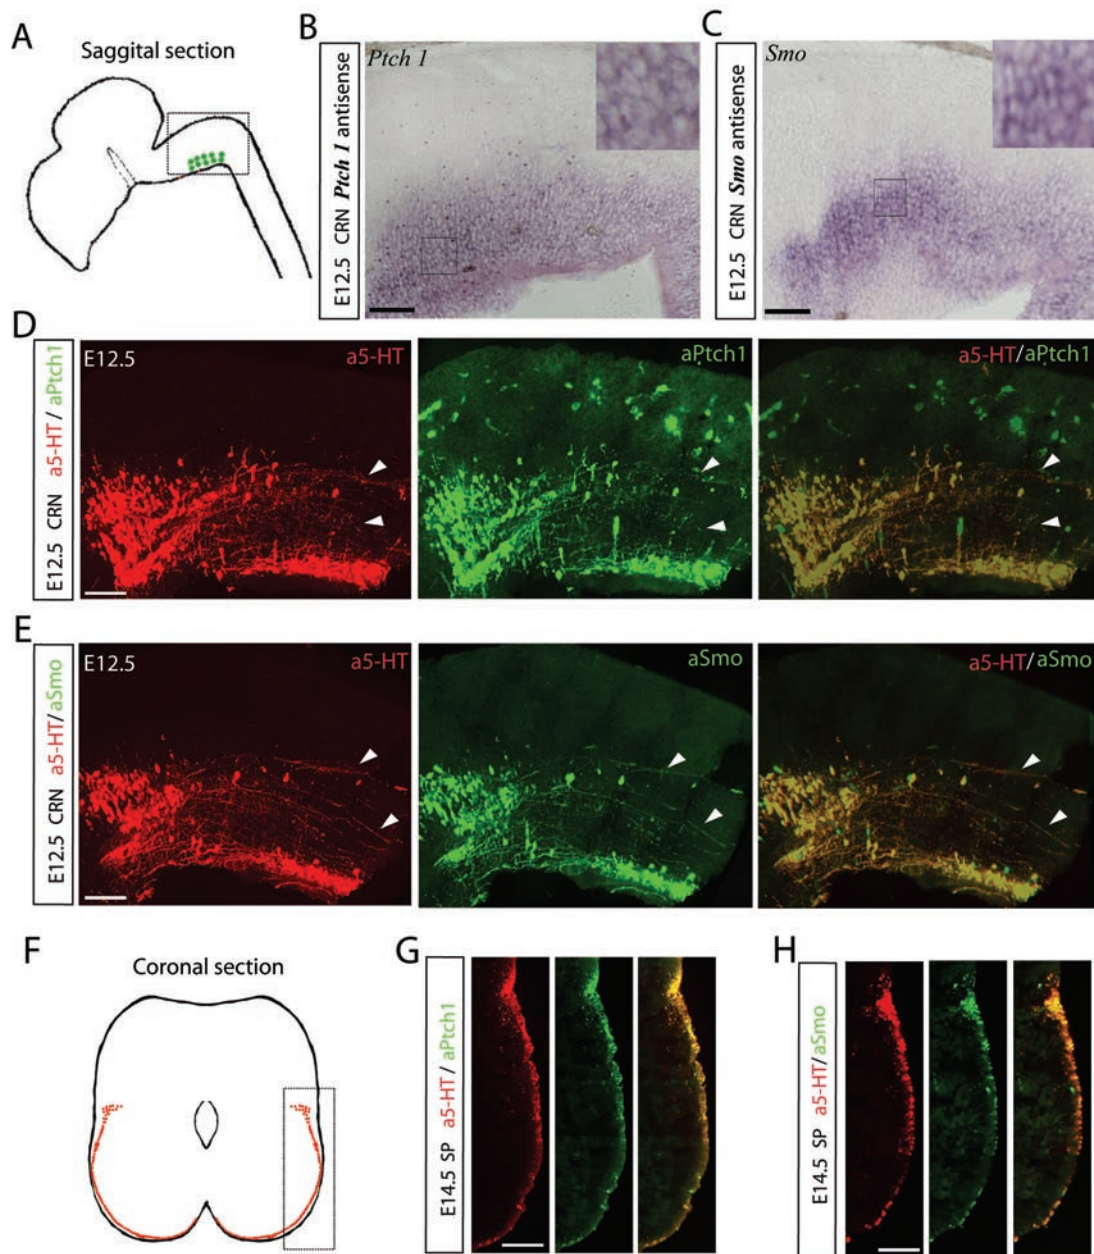 A
Saggital section
B
E12.5 CRN Ptch 1 antisense
Ptch 1
C
E12.5 CRN Smo antisense
Smo
D
E12.5 CRN a5-HT / aPtch1
E12.5
a5-HT
aPtch1
a5-HT/aPtch1
E
E12.5 CRN a5-HT/aSmo
E12.5
a5-HT
aSmo
a5-HT/aSmo
F
Coronal section
G
E14.5 SP a5-HT/ aPtch1
H
E14.5 SP a5-HT/aSmo